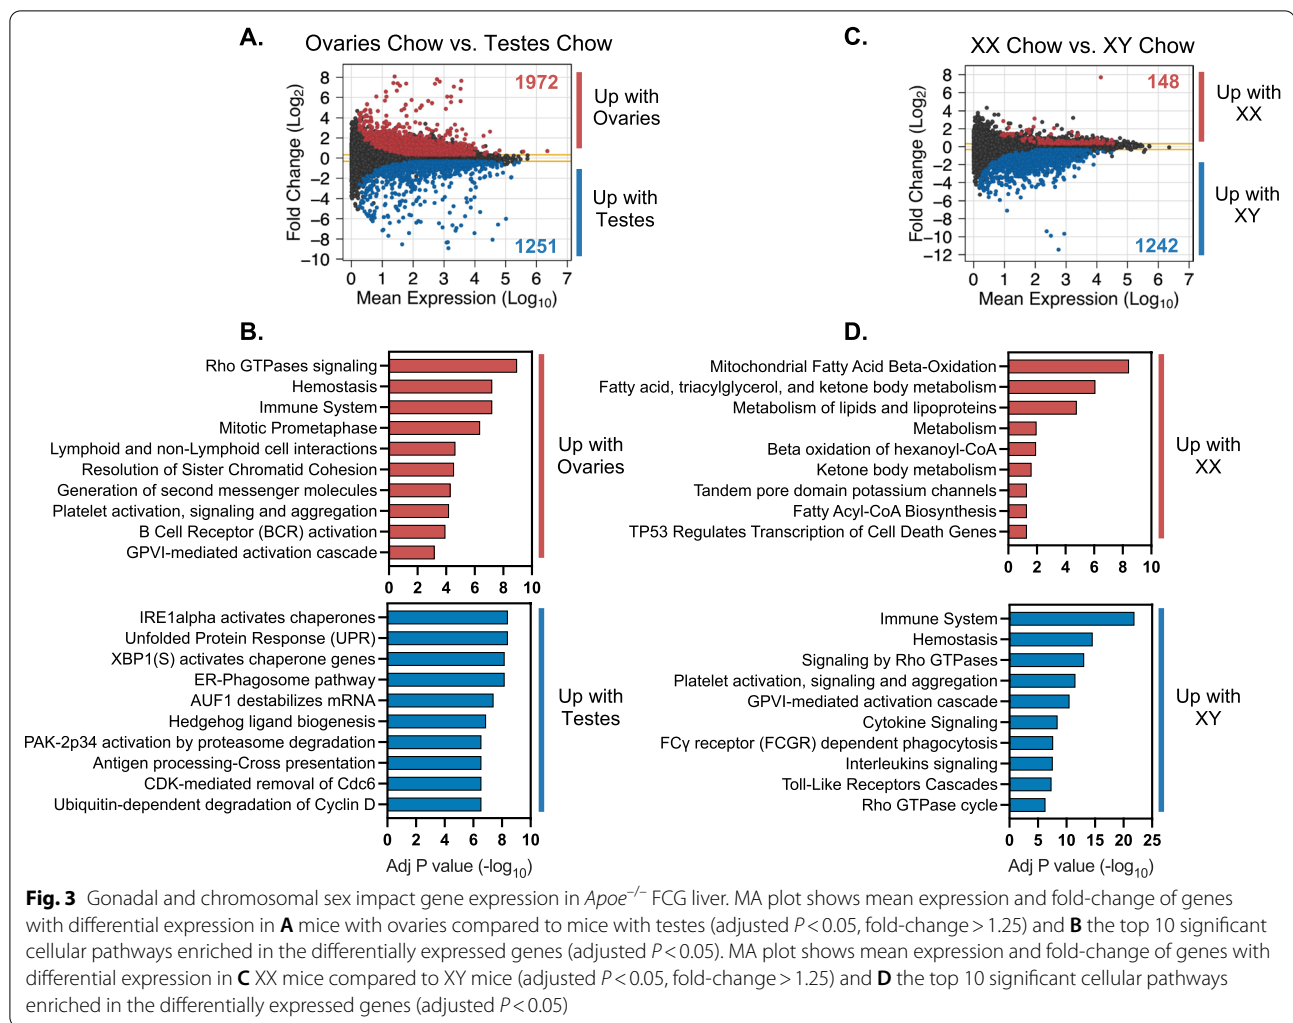 A.
Ovaries Chow vs. Testes Chow
Fold Change (Log2)
8
6
4
2
0
−2
−4
−6
−8
−10
1972
1251
0 1 2 3 4 5 6 7
Mean Expression (Log10)
Up with
Ovaries
Up with
Testes
C.
XX Chow vs. XY Chow
Fold Change (Log2)
8
6
4
2
0
−2
−4
−6
−8
−10
−12
148
1242
0 1 2 3 4 5 6 7
Mean Expression (Log10)
Up with
XX
Up with
XY
B.
Rho GTPases signaling
Hemostasis
Immune System
Mitotic Prometaphase
Lymphoid and non-Lymphoid cell interactions
Resolution of Sister Chromatid Cohesion
Generation of second messenger molecules
Platelet activation, signaling and aggregation
B Cell Receptor (BCR) activation
GPVI-mediated activation cascade
0 2 4 6 8 10
Up with
Ovaries
IRE1alpha activates chaperones
Unfolded Protein Response (UPR)
XBP1(S) activates chaperone genes
ER-Phagosome pathway
AUF1 destabilizes mRNA
Hedgehog ligand biogenesis
PAK-2p34 activation by proteasome degradation
Antigen processing-Cross presentation
CDK-mediated removal of Cdc6
Ubiquitin-dependent degradation of Cyclin D
0 2 4 6 8 10
Adj P value (-log10)
Up with
Testes
D.
Mitochondrial Fatty Acid Beta-Oxidation
Fatty acid, triacylglycerol, and ketone body metabolism
Metabolism of lipids and lipoproteins
Metabolism
Beta oxidation of hexanoyl-CoA
Ketone body metabolism
Tandem pore domain potassium channels
Fatty Acyl-CoA Biosynthesis
TP53 Regulates Transcription of Cell Death Genes
0 2 4 6 8 10
Up with
XX
Immune System
Hemostasis
Signaling by Rho GTPases
Platelet activation, signaling and aggregation
GPVI-mediated activation cascade
Cytokine Signaling
FCγ receptor (FCGR) dependent phagocytosis
Interleukins signaling
Toll-Like Receptors Cascades
Rho GTPase cycle
0 5 10 15 20 25
Adj P value (-log10)
Up with
XY
Fig. 3 Gonadal and chromosomal sex impact gene expression in Apoe−/− FCG liver. MA plot shows mean expression and fold-change of genes
with differential expression in A mice with ovaries compared to mice with testes (adjusted P < 0.05, fold-change > 1.25) and B the top 10 significant
cellular pathways enriched in the differentially expressed genes (adjusted P < 0.05). MA plot shows mean expression and fold-change of genes with
differential expression in C XX mice compared to XY mice (adjusted P < 0.05, fold-change > 1.25) and D the top 10 significant cellular pathways
enriched in the differentially expressed genes (adjusted P < 0.05)